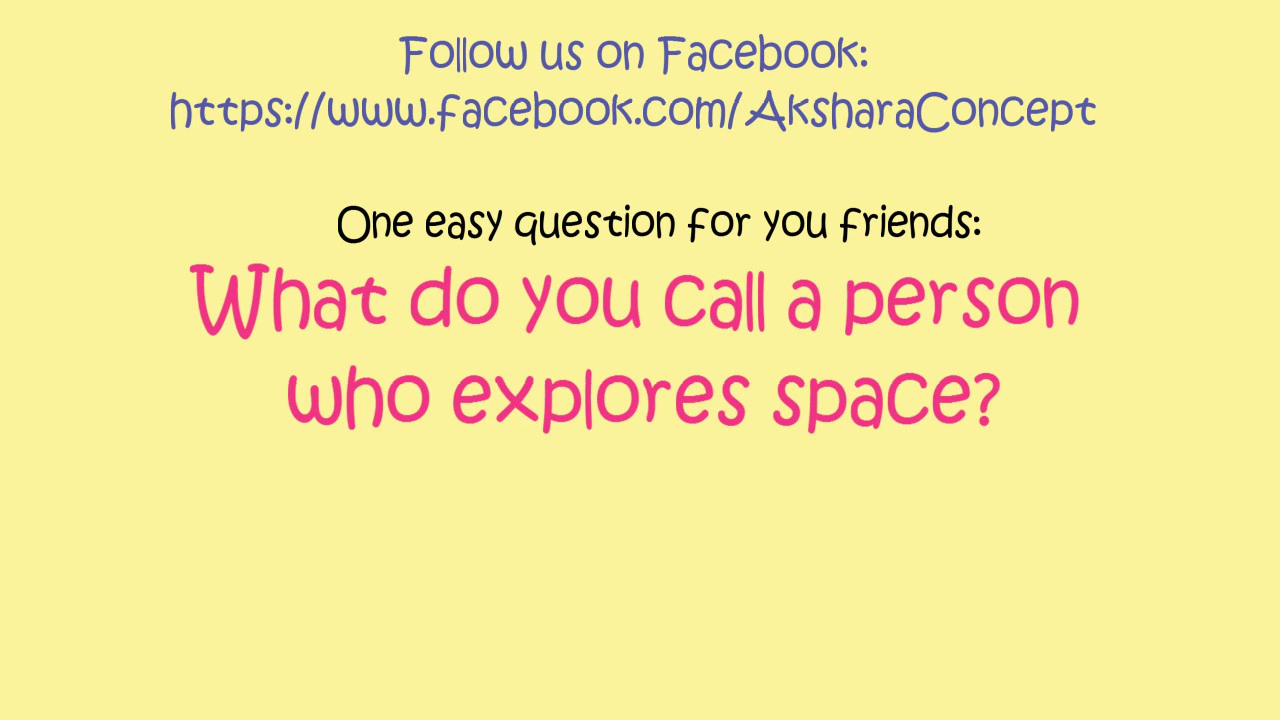 Follow us on Facebook:
https://www.facebook.com/AksharaConcept
One easy question for you friends:
What do you call a person
who explores space?